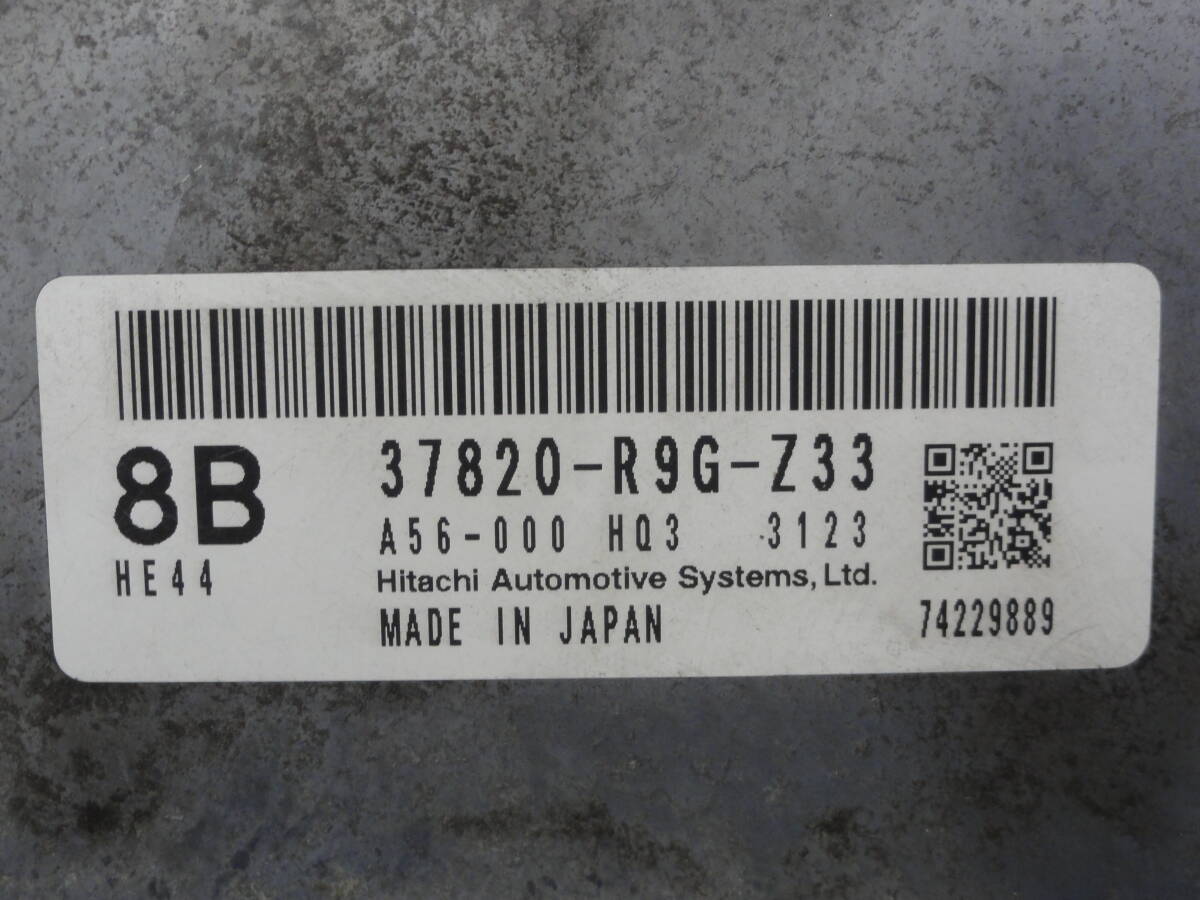 8B
37820-R9G-Z33
A56-000 HQ3 3123
HE44
Hitachi Automotive Systems, Ltd.
MADE IN JAPAN
74229889